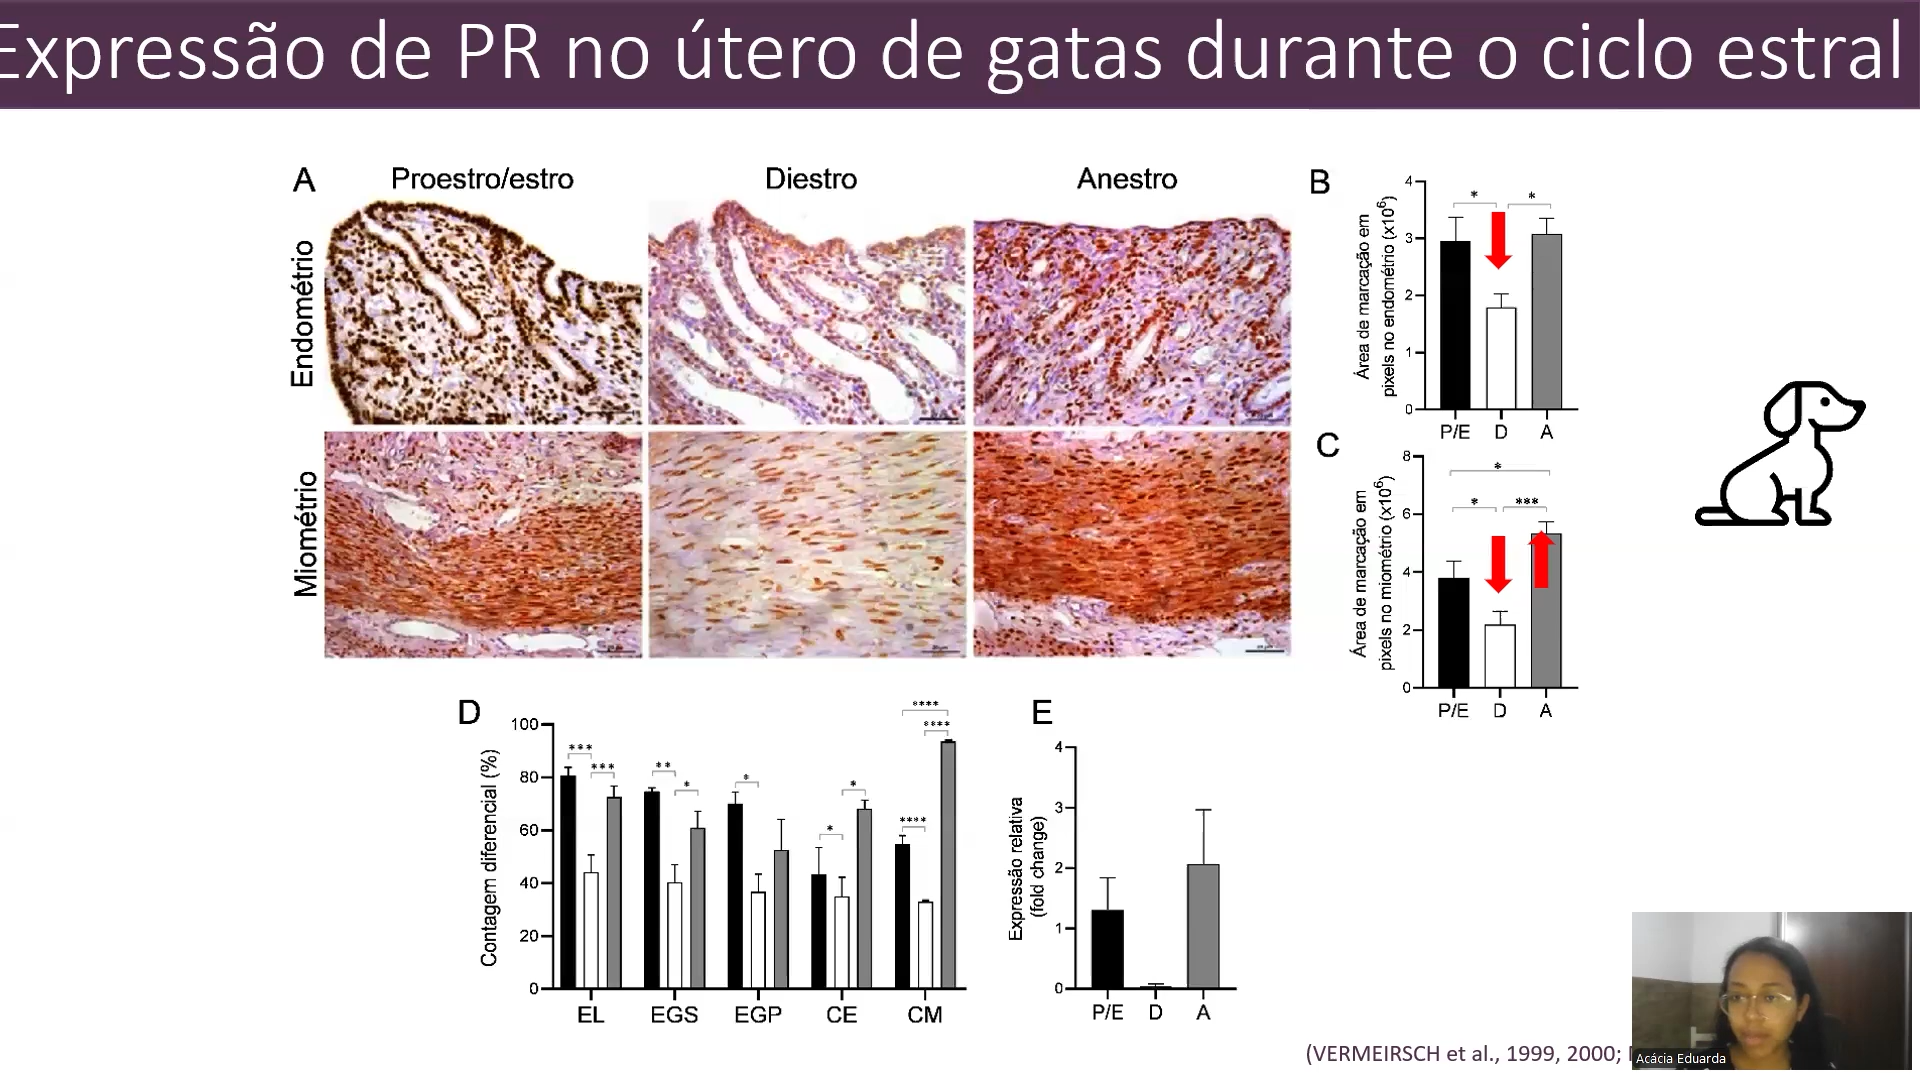 Expressão de PR no útero de gatas durante o ciclo estral
A
Proestro/estro
Diestro
Anestro
Endométrio
Miométrio
B
Área de marcação em
pixels no endométrio (x10⁶)
4
3
2
1
0
* *
P/E D A
C
Área de marcação em
pixels no miométrio (x10⁶)
8
6
4
2
0
*
* ***
P/E D A
D
Contagem diferencial (%)
100
80
60
40
20
0
*** *** ** * * * * **** **** ****
EL EGS EGP CE CM
E
Expressão relativa
(fold change)
4
3
2
1
0
P/E D A
(VERMEIRSCH et al., 1999, 2000;
Acácia Eduarda